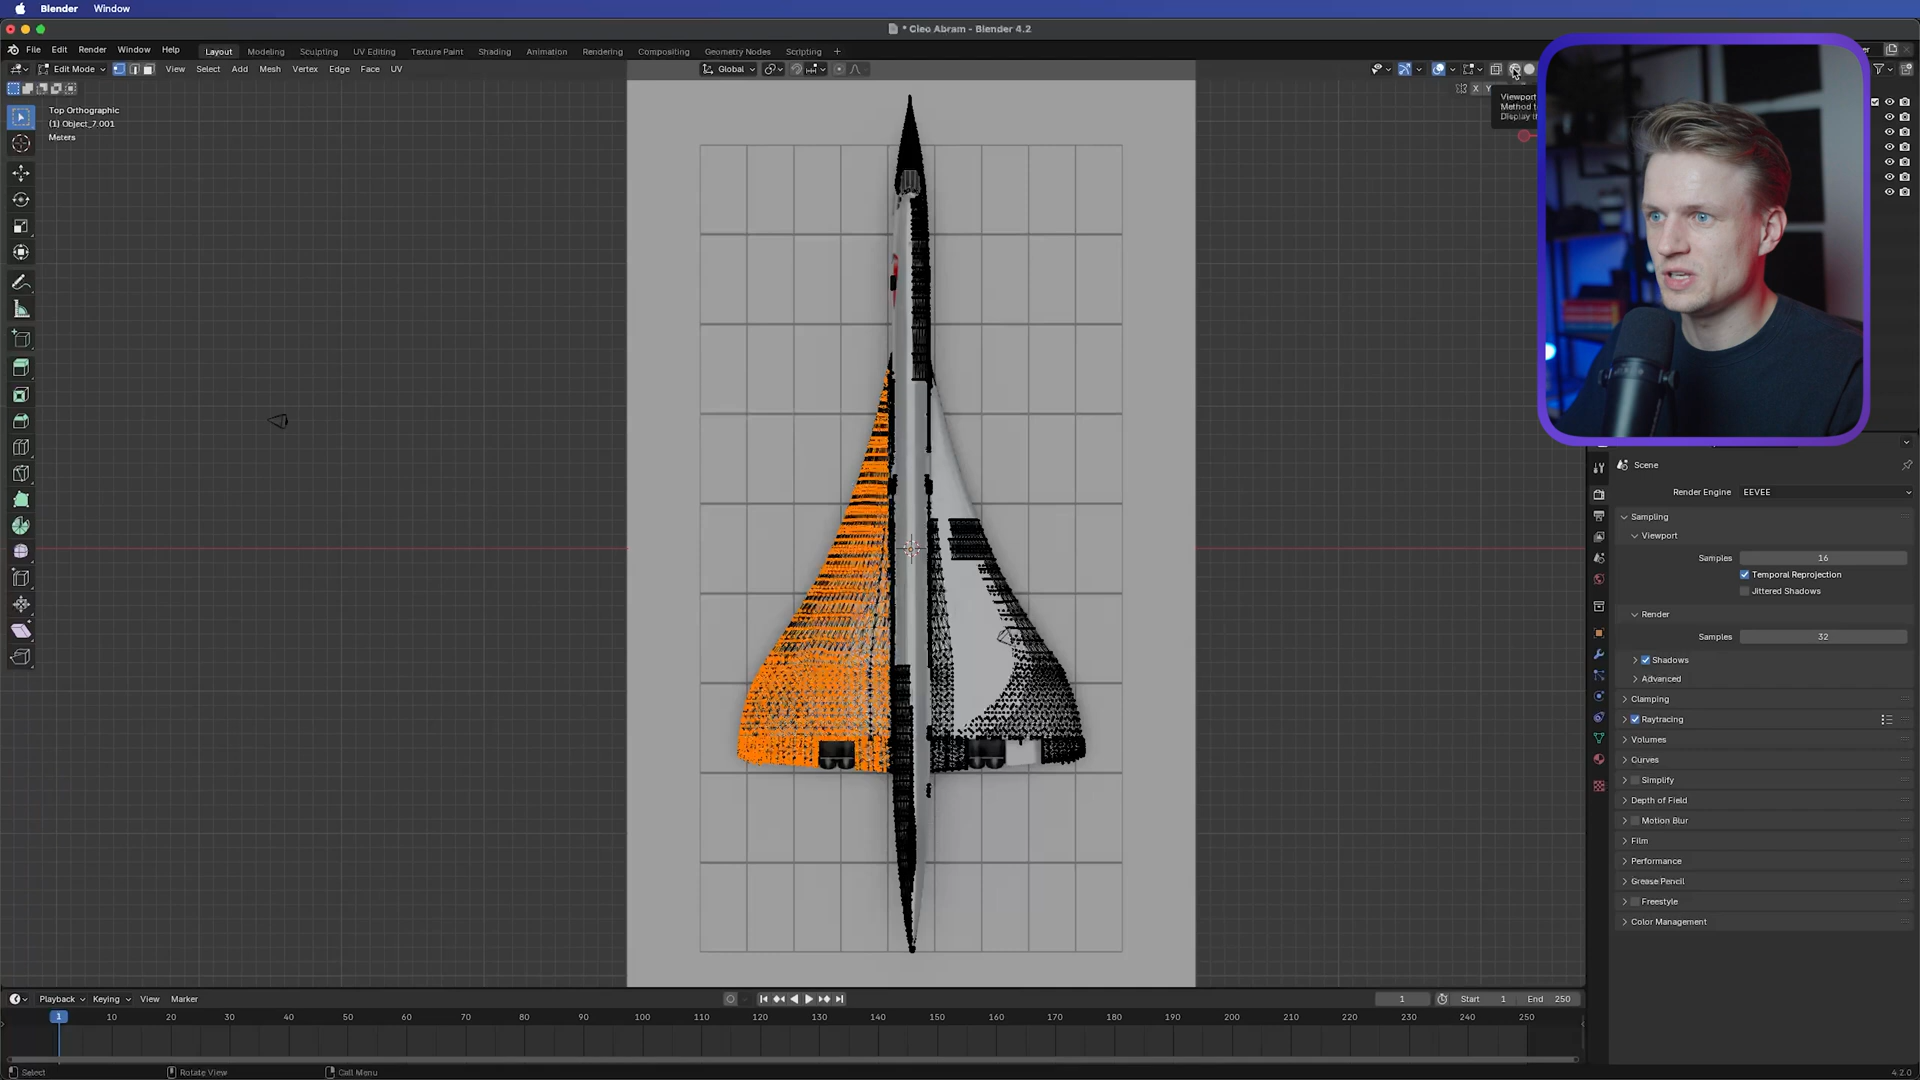 Blender Window
* Cleo Abram - Blender 4.2
File Edit Render Window Help Layout Modeling Sculpting UV Editing Texture Paint Shading Animation Rendering Compositing Geometry Nodes Scripting +
Edit Mode View Select Add Mesh Vertex Edge Face UV Global
X Y
Top Orthographic
(1) Object_7.001
Meters
Viewport
Method t
Display (
Scene
Render Engine EEVEE
Sampling
Viewport
Samples 16
Temporal Reprojection
Jittered Shadows
Render
Samples 32
Shadows
Advanced
Clamping
Raytracing
Volumes
Curves
Simplify
Depth of Field
Motion Blur
Film
Performance
Grease Pencil
Freestyle
Color Management
Playback Keying View Marker 1 Start 1 End 250
1 10 20 30 40 50 60 70 80 90 100 110 120 130 140 150 160 170 180 190 200 210 220 230 240 250
Select Rotate View Call Menu 4.2.0